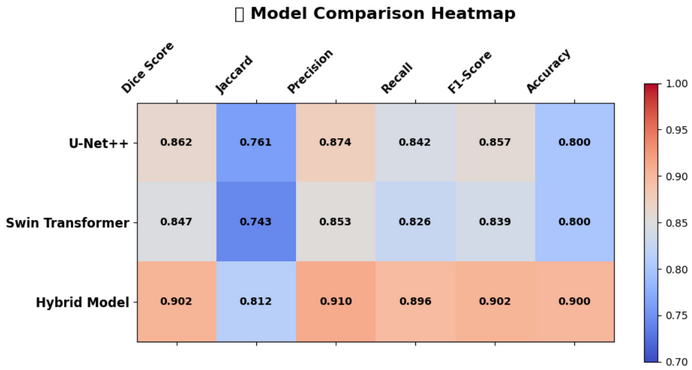 Model Comparison Heatmap
Dice Score Jaccard Precision Recall F1-Score Accuracy
U-Net++ 0.862 0.761 0.874 0.842 0.857 0.800
Swin Transformer 0.847 0.743 0.853 0.826 0.839 0.800
Hybrid Model 0.902 0.812 0.910 0.896 0.902 0.900
1.00
0.95
0.90
0.85
0.80
0.75
0.70